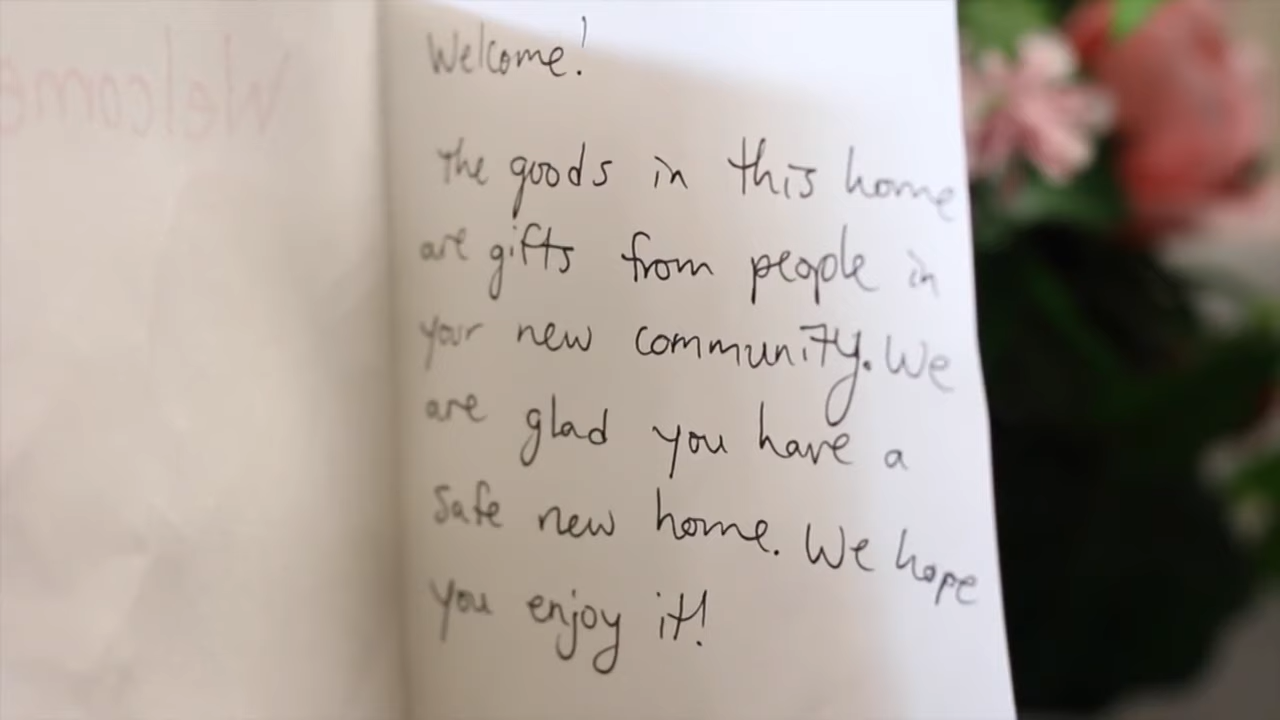 Welcome
Welcome!
The goods in this home
are gifts from people in
your new community. We
are glad you have a
safe new home. We hope
you enjoy it!